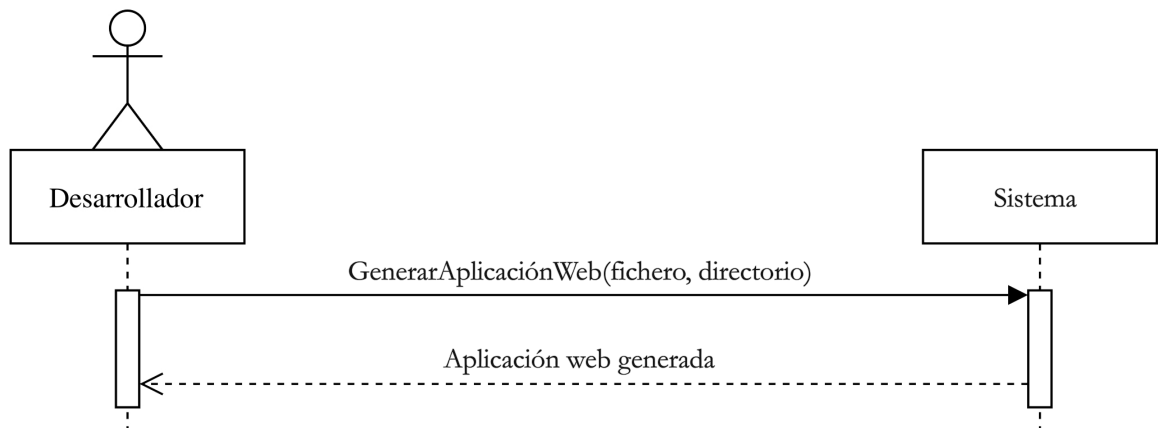 Desarrollador
Sistema
GenerarAplicaciónWeb(fichero, directorio)
Aplicación web generada